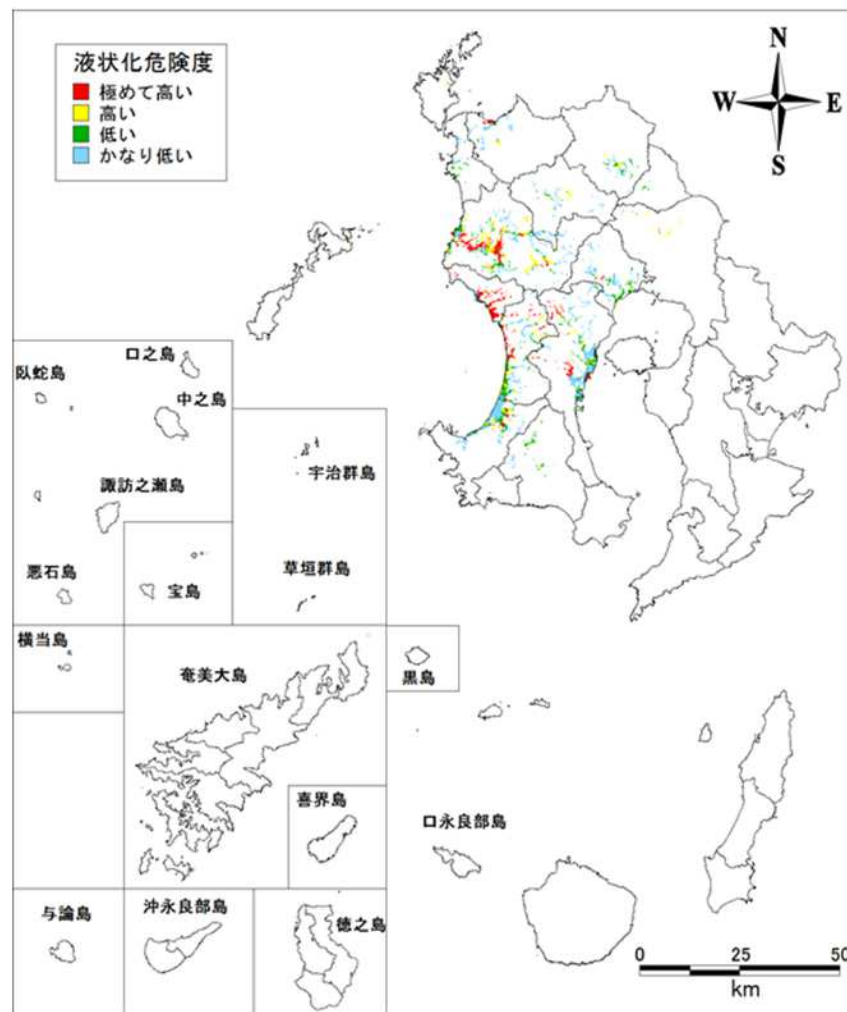 液状化危険度
極めて高い
高い
低い
かなり低い
N
W E
S
口之島
臥蛇島
中之島
宇治群島
諏訪之瀬島
草垣群島
悪石島
宝島
横当島
奄美大島
黒島
喜界島
口永良部島
与論島
沖永良部島
徳之島
0 25 50
km